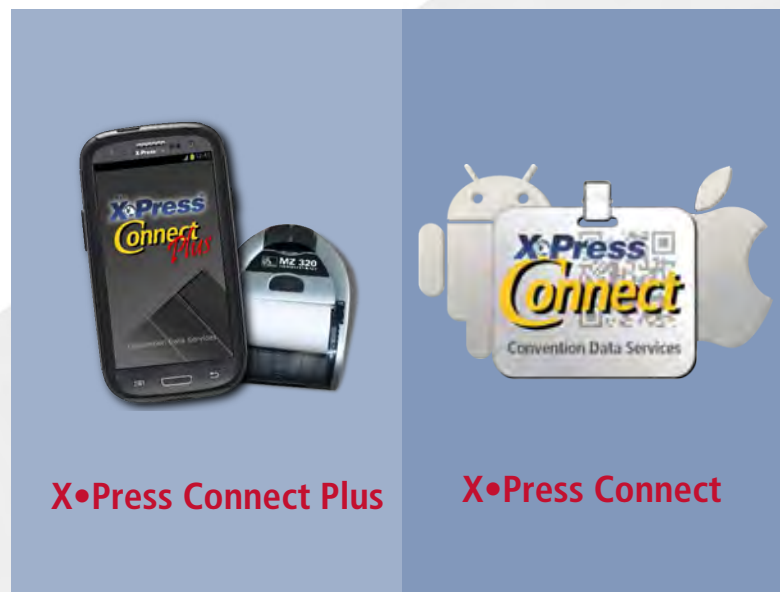 X•Press
Connect
Plus
Convention Data Services
MZ 320
X•Press Connect Plus
X•Press
Connect
Convention Data Services
X•Press Connect